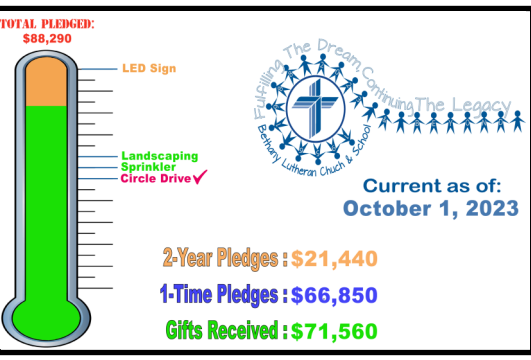 TOTAL PLEDGED:
$88,290
LED Sign
Landscaping
Sprinkler
Circle Drive
Fulfilling The Dream, Continuing The Legacy
Bethany Lutheran Chuch & School
Current as of:
October 1, 2023
2-Year Pledges : $21,440
1-Time Pledges : $66,850
Gifts Received : $71,560